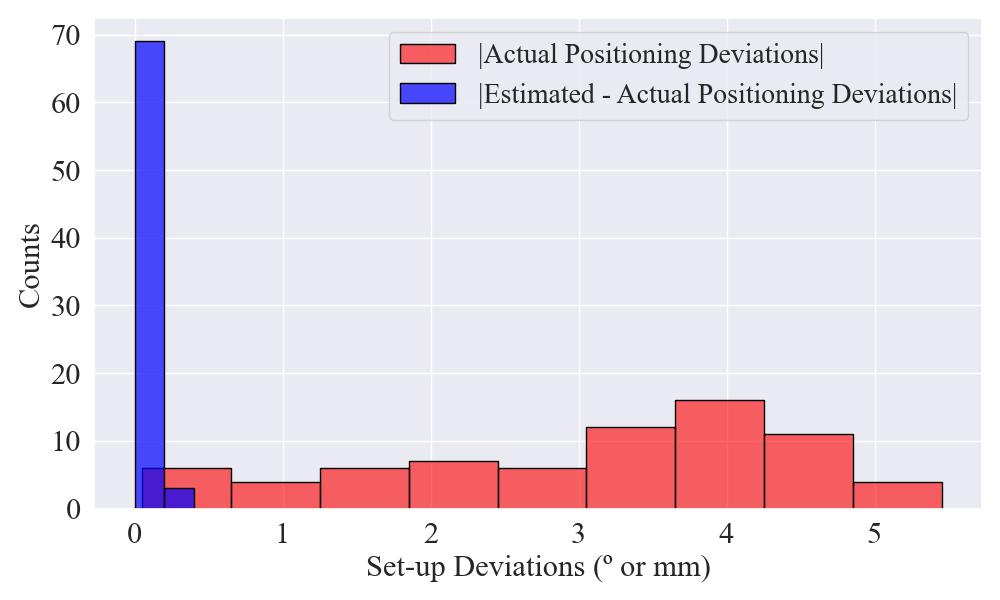 |Actual Positioning Deviations|
|Estimated - Actual Positioning Deviations|
Counts
70
60
50
40
30
20
10
0
0 1 2 3 4 5
Set-up Deviations (º or mm)